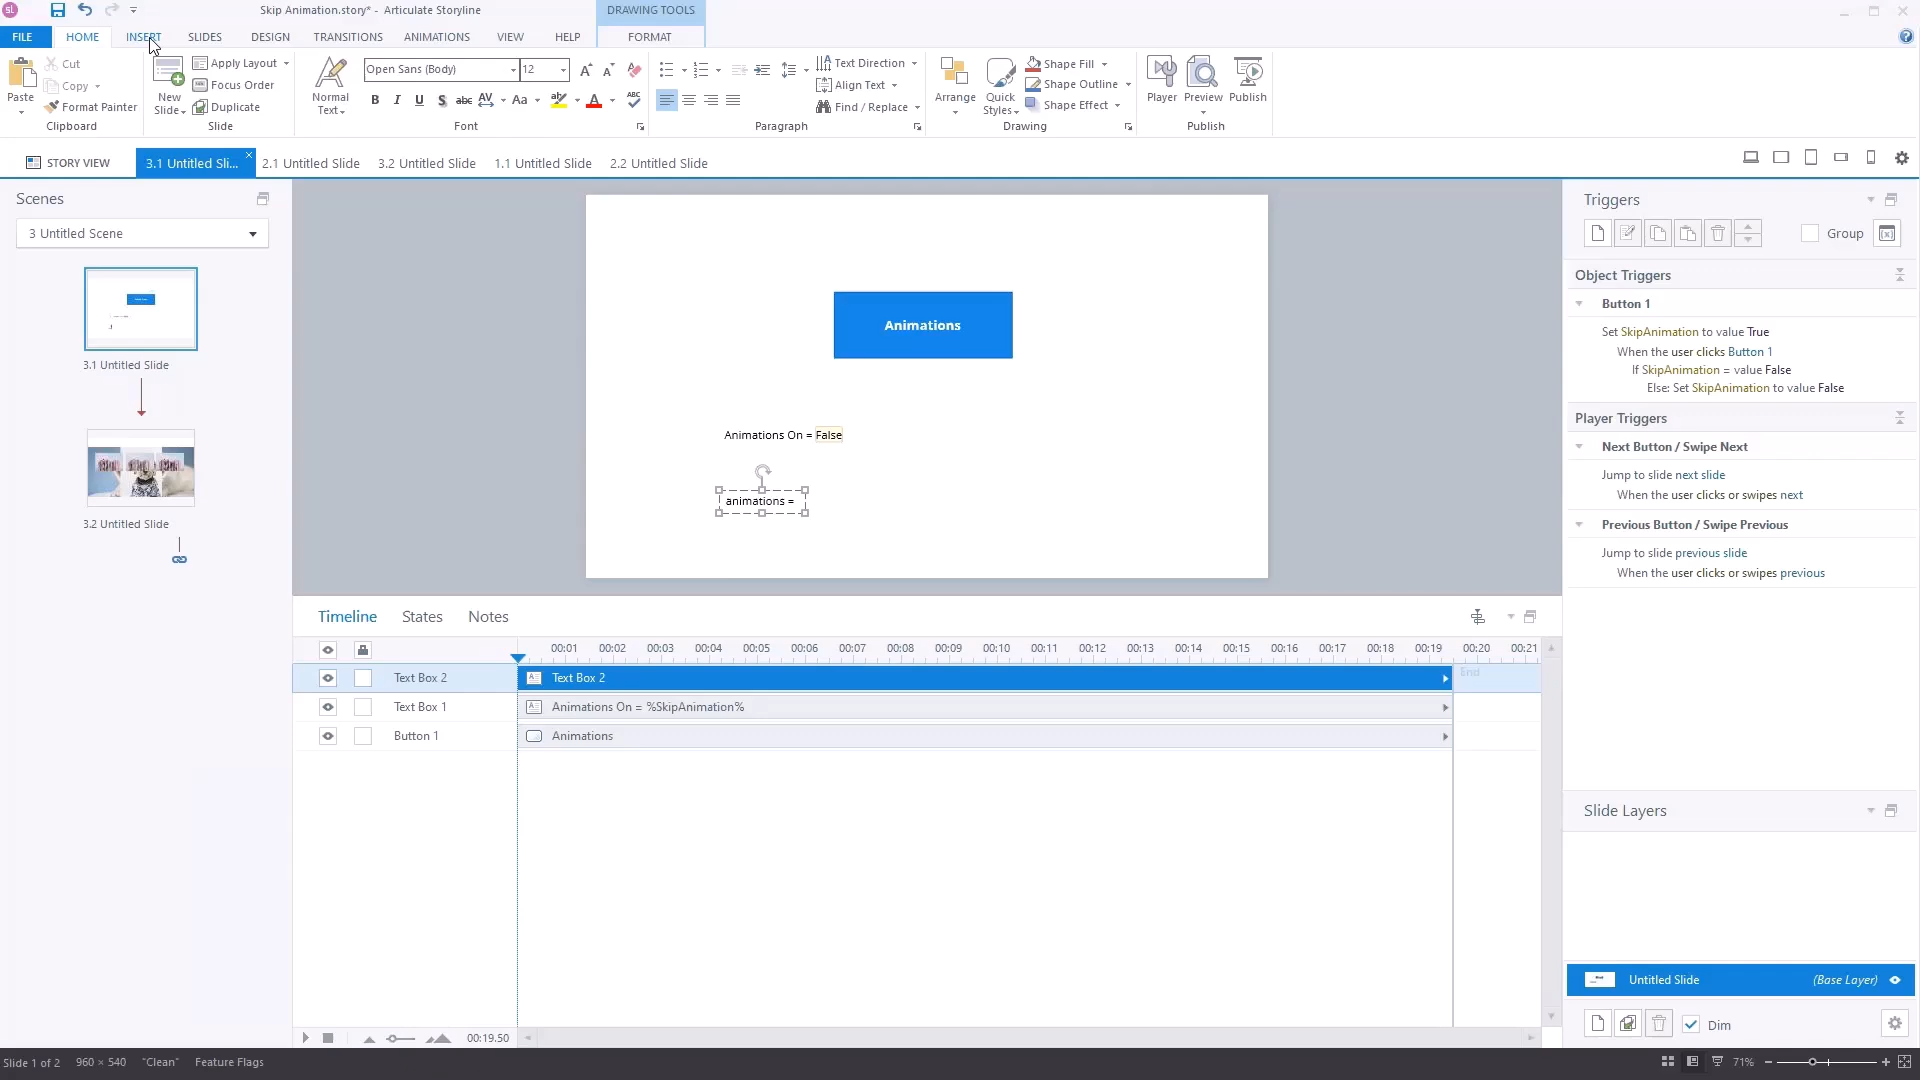 Skip Animation.story* - Articulate Storyline
DRAWING TOOLS
FILE HOME INSERT SLIDES DESIGN TRANSITIONS ANIMATIONS VIEW HELP FORMAT
Paste
Cut
Copy
Format Painter
Clipboard
New Slide
Apply Layout
Focus Order
Duplicate
Slide
Normal Text
Open Sans (Body) 12
B I U S abc AV Aa A ABC
Font
Text Direction
Align Text
Find / Replace
Paragraph
Arrange
Quick Styles
Shape Fill
Shape Outline
Shape Effect
Drawing
Player
Preview
Publish
Publish
STORY VIEW
3.1 Untitled Sli...
2.1 Untitled Slide
3.2 Untitled Slide
1.1 Untitled Slide
2.2 Untitled Slide
Scenes
3 Untitled Scene
3.1 Untitled Slide
3.2 Untitled Slide
Animations
Animations On = False
animations =
Triggers
Group
Object Triggers
Button 1
Set SkipAnimation to value True
When the user clicks Button 1
If SkipAnimation = value False
Else: Set SkipAnimation to value False
Player Triggers
Next Button / Swipe Next
Jump to slide next slide
When the user clicks or swipes next
Previous Button / Swipe Previous
Jump to slide previous slide
When the user clicks or swipes previous
Timeline States Notes
00:01 00:02 00:03 00:04 00:05 00:06 00:07 00:08 00:09 00:10 00:11 00:12 00:13 00:14 00:15 00:16 00:17 00:18 00:19 00:20 00:21
Text Box 2 Text Box 2 End
Text Box 1 Animations On = %SkipAnimation%
Button 1 Animations
00:19.50
Slide Layers
Untitled Slide (Base Layer)
Dim
Slide 1 of 2 960 × 540 "Clean" Feature Flags 71%